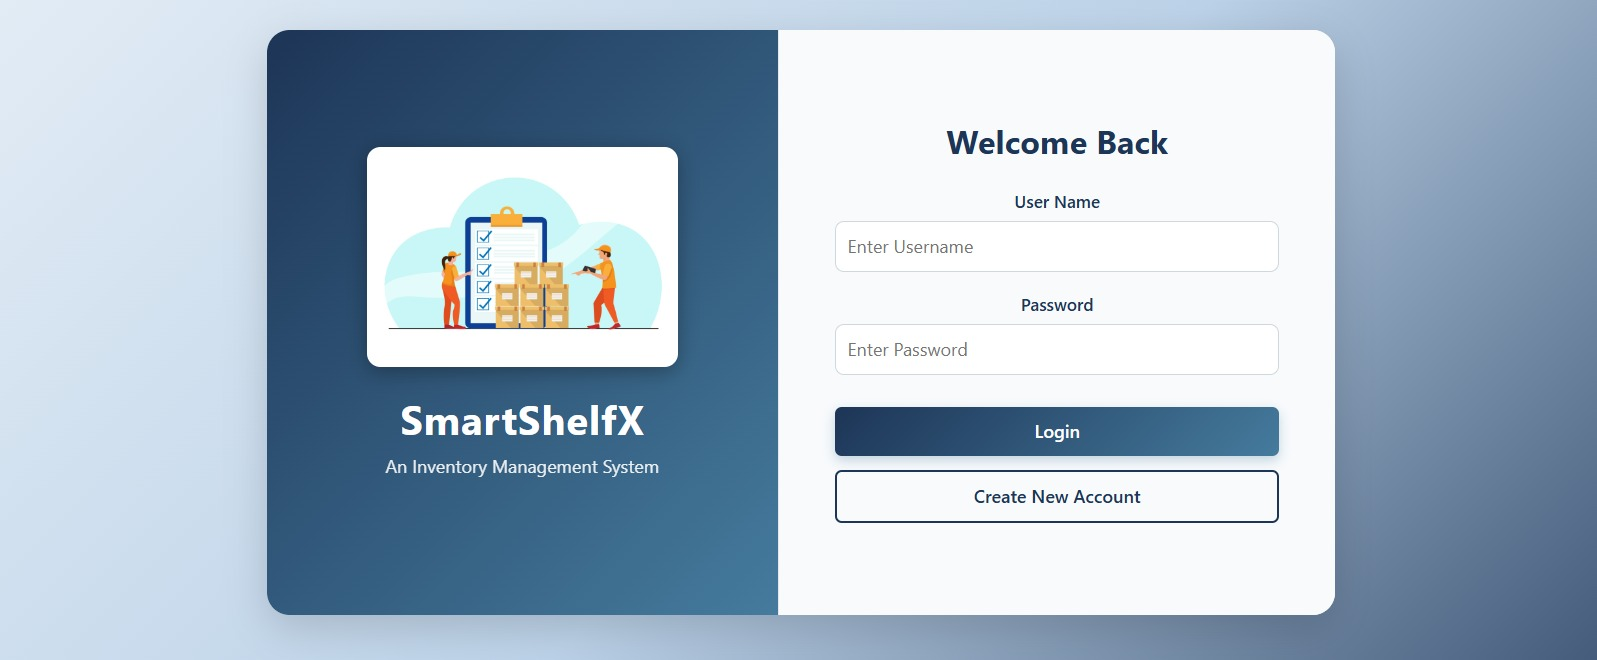 SmartShelfX
An Inventory Management System
Welcome Back
User Name
Enter Username
Password
Enter Password
Login
Create New Account